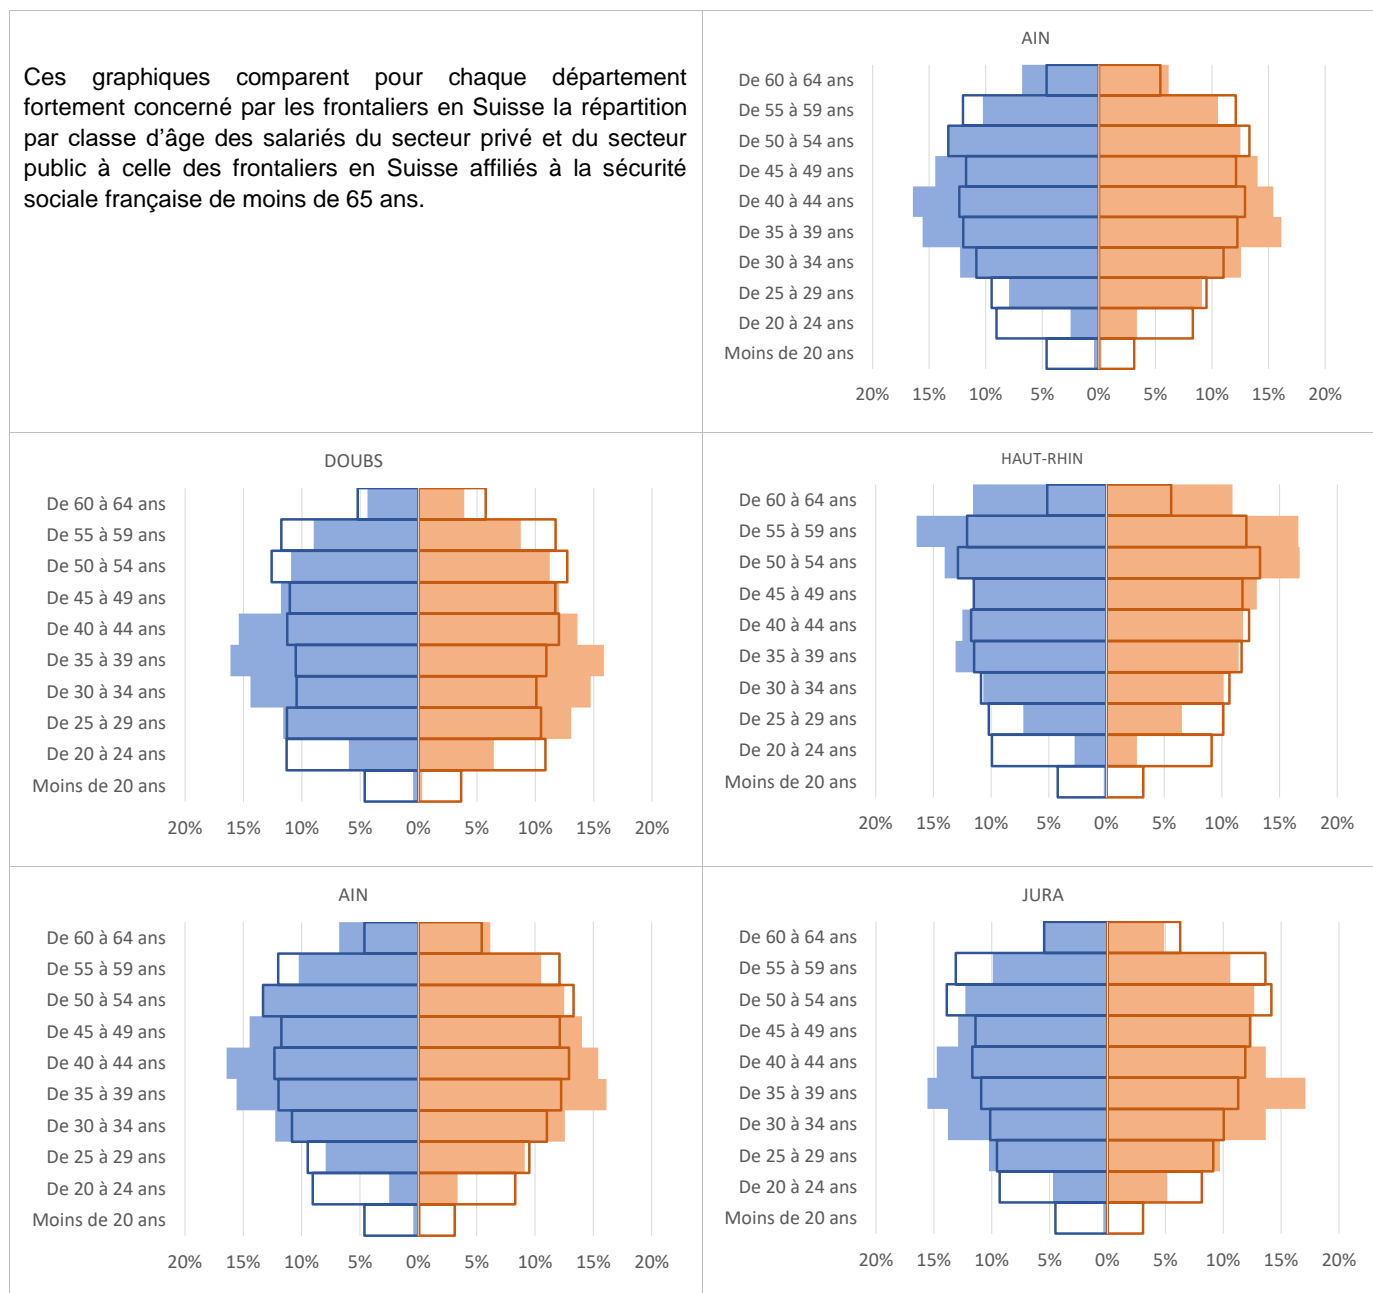 Ces graphiques comparent pour chaque département
fortement concerné par les frontaliers en Suisse la répartition
par classe d'âge des salariés du secteur privé et du secteur
public à celle des frontaliers en Suisse affiliés à la sécurité
sociale française de moins de 65 ans.
AIN
De 60 à 64 ans
De 55 à 59 ans
De 50 à 54 ans
De 45 à 49 ans
De 40 à 44 ans
De 35 à 39 ans
De 30 à 34 ans
De 25 à 29 ans
De 20 à 24 ans
Moins de 20 ans
20% 15% 10% 5% 0% 5% 10% 15% 20%
DOUBS
De 60 à 64 ans
De 55 à 59 ans
De 50 à 54 ans
De 45 à 49 ans
De 40 à 44 ans
De 35 à 39 ans
De 30 à 34 ans
De 25 à 29 ans
De 20 à 24 ans
Moins de 20 ans
20% 15% 10% 5% 0% 5% 10% 15% 20%
HAUT-RHIN
De 60 à 64 ans
De 55 à 59 ans
De 50 à 54 ans
De 45 à 49 ans
De 40 à 44 ans
De 35 à 39 ans
De 30 à 34 ans
De 25 à 29 ans
De 20 à 24 ans
Moins de 20 ans
20% 15% 10% 5% 0% 5% 10% 15% 20%
AIN
De 60 à 64 ans
De 55 à 59 ans
De 50 à 54 ans
De 45 à 49 ans
De 40 à 44 ans
De 35 à 39 ans
De 30 à 34 ans
De 25 à 29 ans
De 20 à 24 ans
Moins de 20 ans
20% 15% 10% 5% 0% 5% 10% 15% 20%
JURA
De 60 à 64 ans
De 55 à 59 ans
De 50 à 54 ans
De 45 à 49 ans
De 40 à 44 ans
De 35 à 39 ans
De 30 à 34 ans
De 25 à 29 ans
De 20 à 24 ans
Moins de 20 ans
20% 15% 10% 5% 0% 5% 10% 15% 20%